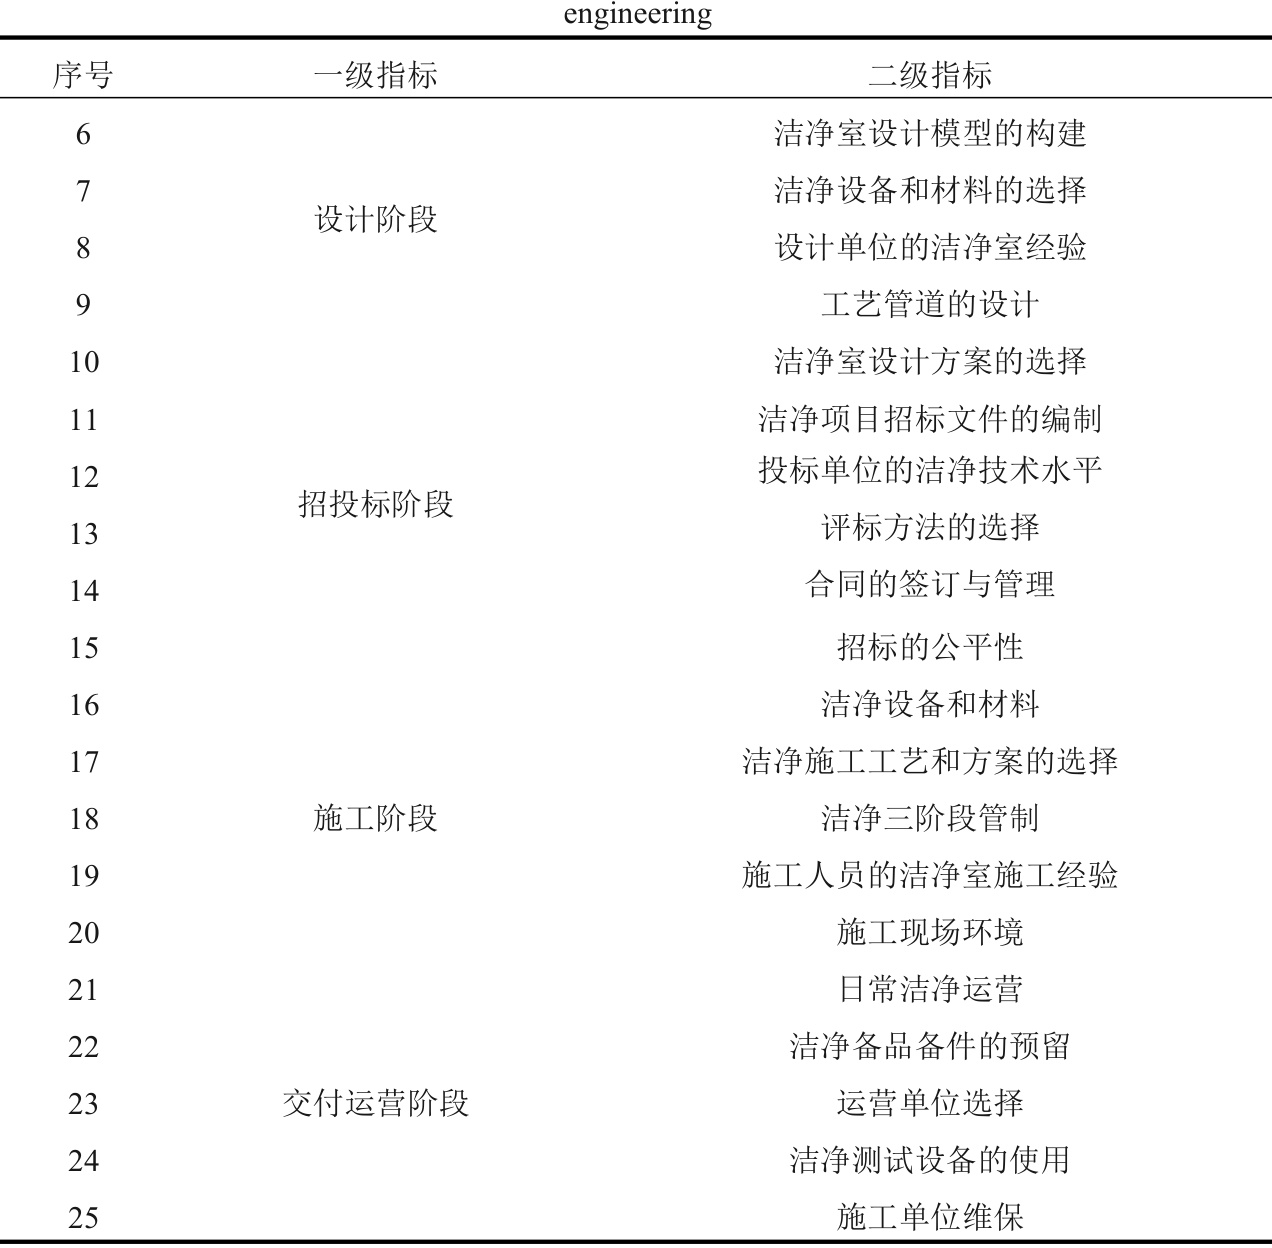 engineering
序号 一级指标 二级指标
6 洁净室设计模型的构建
7 洁净设备和材料的选择
设计阶段
8 设计单位的洁净室经验
9 工艺管道的设计
10 洁净室设计方案的选择
11 洁净项目招标文件的编制
12 投标单位的洁净技术水平
招投标阶段
13 评标方法的选择
14 合同的签订与管理
15 招标的公平性
16 洁净设备和材料
17 洁净施工工艺和方案的选择
18 施工阶段 洁净三阶段管制
19 施工人员的洁净室施工经验
20 施工现场环境
21 日常洁净运营
22 洁净备品备件的预留
23 交付运营阶段 运营单位选择
24 洁净测试设备的使用
25 施工单位维保